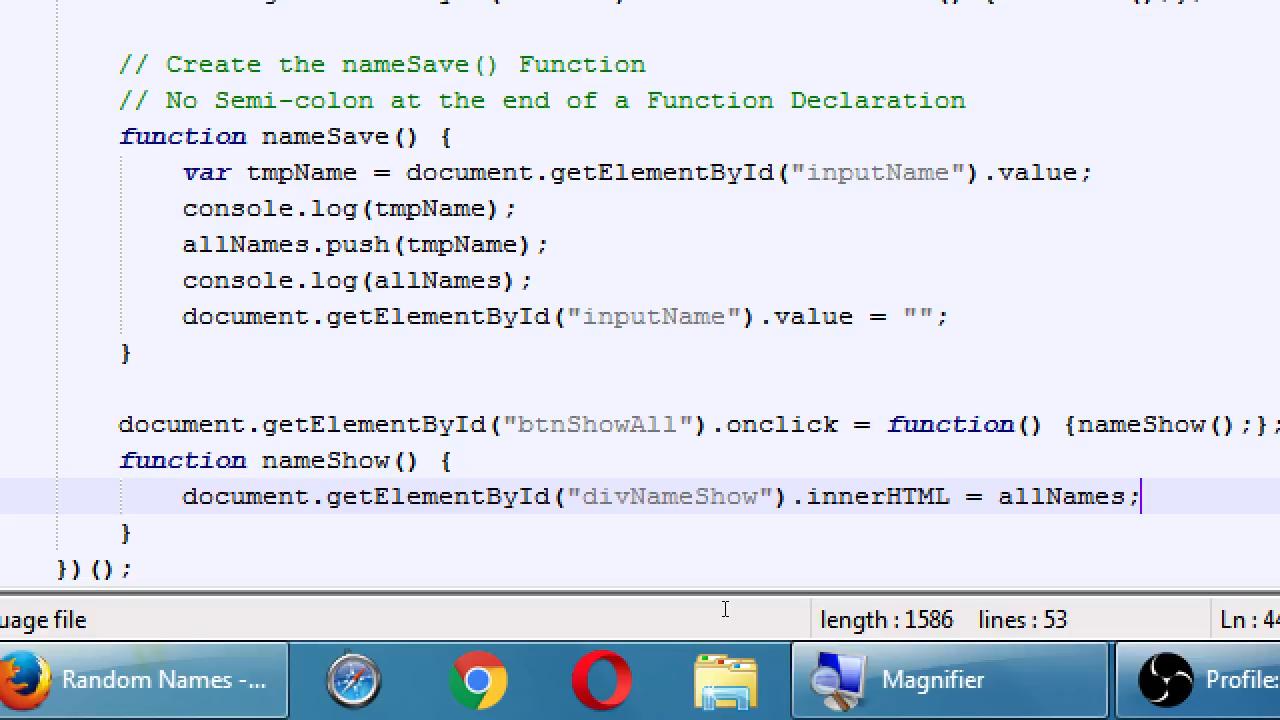 // Create the nameSave() Function
// No Semi-colon at the end of a Function Declaration
function nameSave() {
var tmpName = document.getElementById("inputName").value;
console.log(tmpName);
allNames.push(tmpName);
console.log(allNames);
document.getElementById("inputName").value = "";
}
document.getElementById("btnShowAll").onclick = function() {nameShow();};
function nameShow() {
document.getElementById("divNameShow").innerHTML = allNames;
}
})();
uage file
length : 1586 lines : 53
Ln : 44
Random Names -...
Magnifier
Profile: